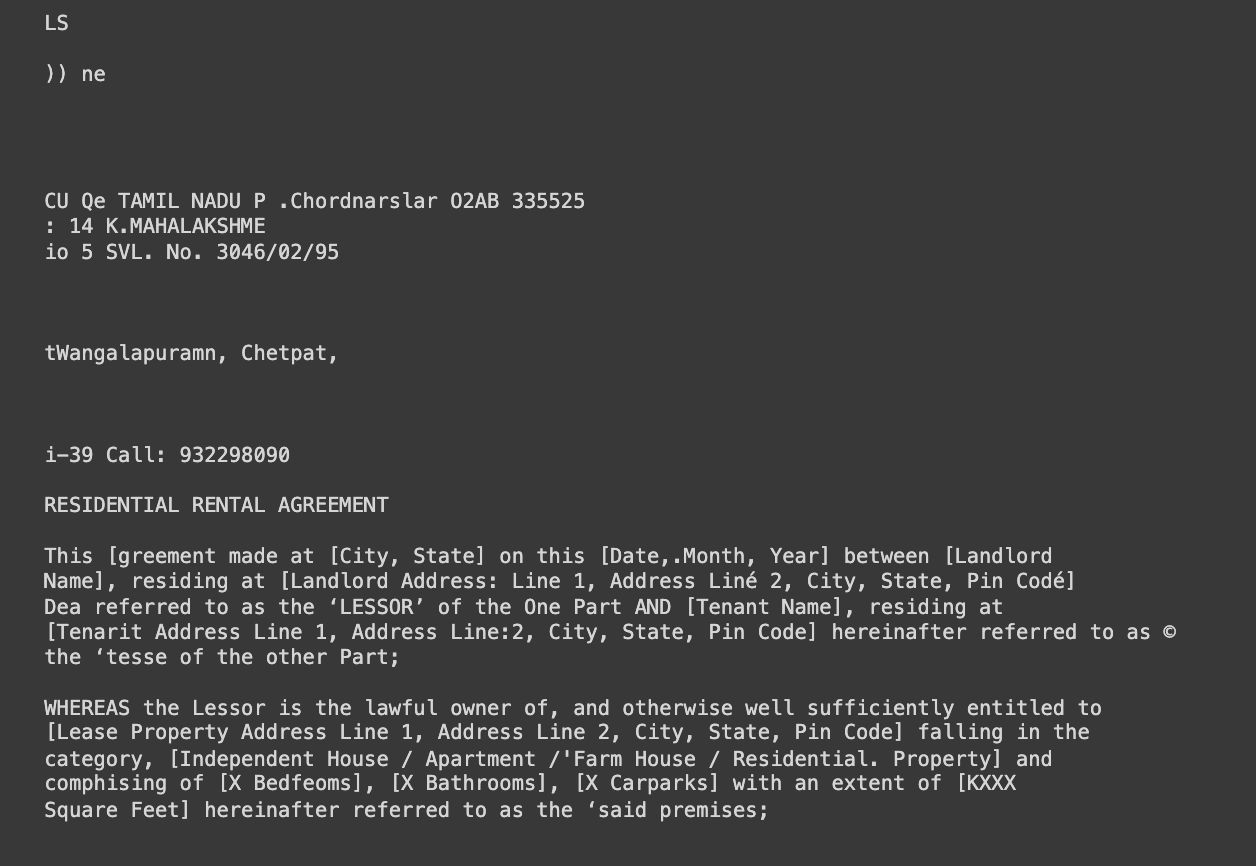 LS
)) ne
CU Qe TAMIL NADU P .Chordnarslar O2AB 335525
: 14 K.MAHALAKSHME
io 5 SVL. No. 3046/02/95
tWangalapuramn, Chetpat,
i-39 Call: 932298090
RESIDENTIAL RENTAL AGREEMENT
This [greement made at [City, State] on this [Date,.Month, Year] between [Landlord
Name], residing at [Landlord Address: Line 1, Address Liné 2, City, State, Pin Codé]
Dea referred to as the ‘LESSOR’ of the One Part AND [Tenant Name], residing at
[Tenarit Address Line 1, Address Line:2, City, State, Pin Code] hereinafter referred to as ©
the ‘tesse of the other Part;
WHEREAS the Lessor is the lawful owner of, and otherwise well sufficiently entitled to
[Lease Property Address Line 1, Address Line 2, City, State, Pin Code] falling in the
category, [Independent House / Apartment /'Farm House / Residential. Property] and
comphising of [X Bedfeoms], [X Bathrooms], [X Carparks] with an extent of [KXXX
Square Feet] hereinafter referred to as the ‘said premises;